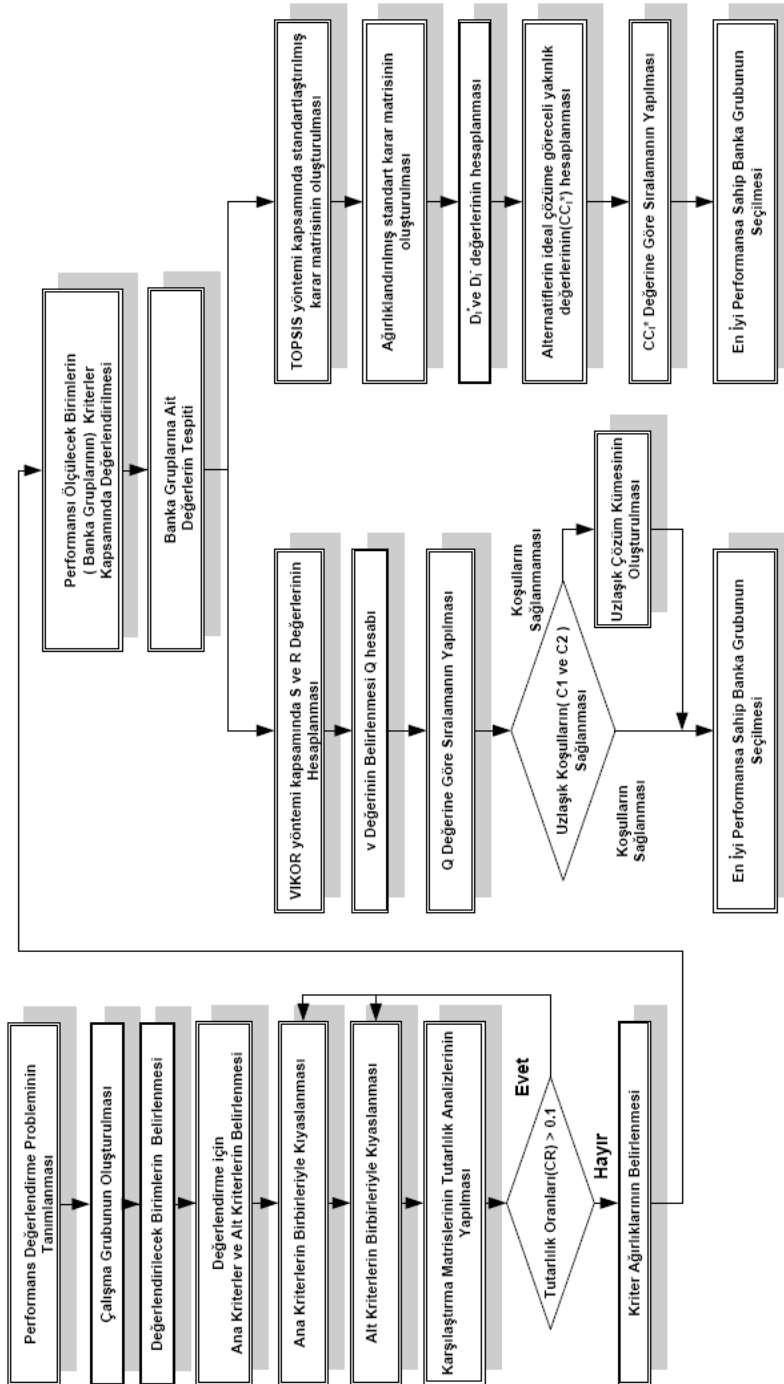 Performans Değerlendirme Probleminin
Tanımlanması
Çalışma Grubunun Oluşturulması
Değerlendirilecek Birimlerin Belirlenmesi
Değerlendirme için
Ana Kriterler ve Alt Kriterlerin Belirlenmesi
Ana Kriterlerin Birbirleriyle Kıyaslanması
Alt Kriterlerin Birbirleriyle Kıyaslanması
Karşılaştırma Matrislerinin Tutarlılık Analizlerinin
Yapılması
Tutarlılık Oranları(CR) > 0.1
Evet
Hayır
Kriter Ağırlıklarının Belirlenmesi
Performansı Ölçülecek Birimlerin
( Banka Gruplarının) Kriterler
Kapsamında Değerlendirilmesi
Banka Gruplarına Ait
Değerlerin Tespiti
VIKOR yöntemi kapsamında S ve R Değerlerinin
Hesaplanması
v Değerinin Belirlenmesi Q hesabı
Q Değerine Göre Sıralamanın Yapılması
Uzlaşık Koşulların( C1 ve C2 )
Sağlanması
Koşulların
Sağlanmaması
Uzlaşık Çözüm Kümesinin
Oluşturulması
Koşulların
Sağlanması
En İyi Performansa Sahip Banka Grubunun
Seçilmesi
TOPSIS yöntemi kapsamında standartlaştırılmış
karar matrisinin oluşturulması
Ağırlıklandırılmış standart karar matrisinin
oluşturulması
Dᵢ* ve Dᵢ⁻ değerlerinin hesaplanması
Alternatiflerin ideal çözüme göreceli yakınlık
değerlerinin(CCᵢ*) hesaplanması
CCᵢ* Değerine Göre Sıralamanın Yapılması
En İyi Performansa Sahip Banka Grubunun
Seçilmesi